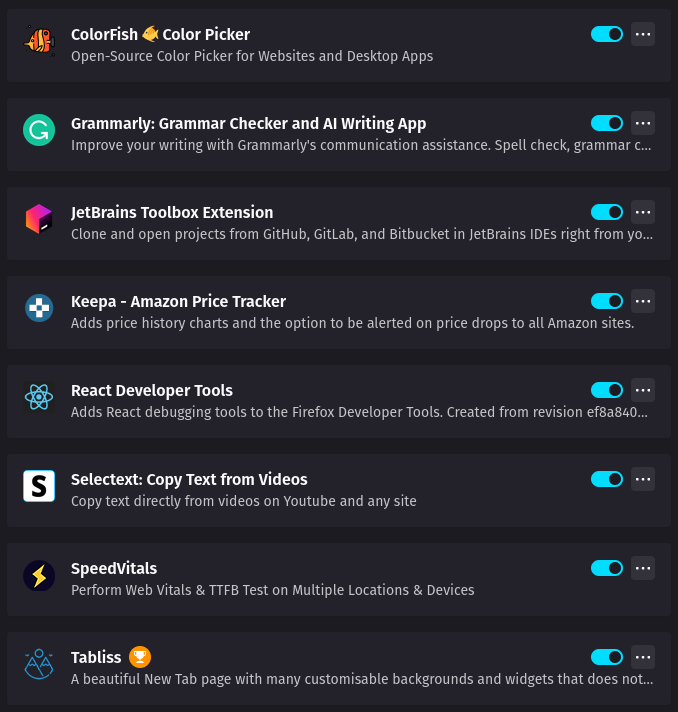 ColorFish 🐠 Color Picker
Open-Source Color Picker for Websites and Desktop Apps
Grammarly: Grammar Checker and AI Writing App
Improve your writing with Grammarly's communication assistance. Spell check, grammar c...
JetBrains Toolbox Extension
Clone and open projects from GitHub, GitLab, and Bitbucket in JetBrains IDEs right from yo...
Keepa - Amazon Price Tracker
Adds price history charts and the option to be alerted on price drops to all Amazon sites.
React Developer Tools
Adds React debugging tools to the Firefox Developer Tools. Created from revision ef8a840...
S
Selectext: Copy Text from Videos
Copy text directly from videos on Youtube and any site
SpeedVitals
Perform Web Vitals & TTFB Test on Multiple Locations & Devices
Tabliss
A beautiful New Tab page with many customisable backgrounds and widgets that does not...